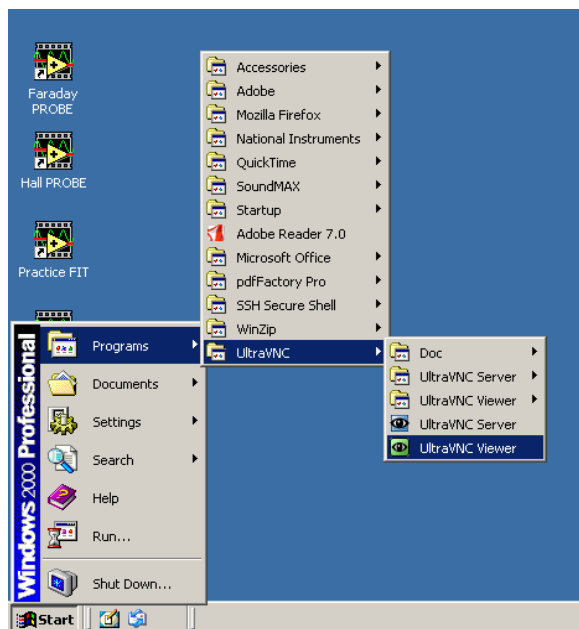 Faraday
PROBE
Hall PROBE
Practice FIT
Accessories
Adobe
Mozilla Firefox
National Instruments
QuickTime
SoundMAX
Startup
Adobe Reader 7.0
Microsoft Office
pdfFactory Pro
SSH Secure Shell
WinZip
UltraVNC
Doc
UltraVNC Server
UltraVNC Viewer
UltraVNC Server
UltraVNC Viewer
Windows 2000 Professional
Programs
Documents
Settings
Search
Help
Run...
Shut Down...
Start